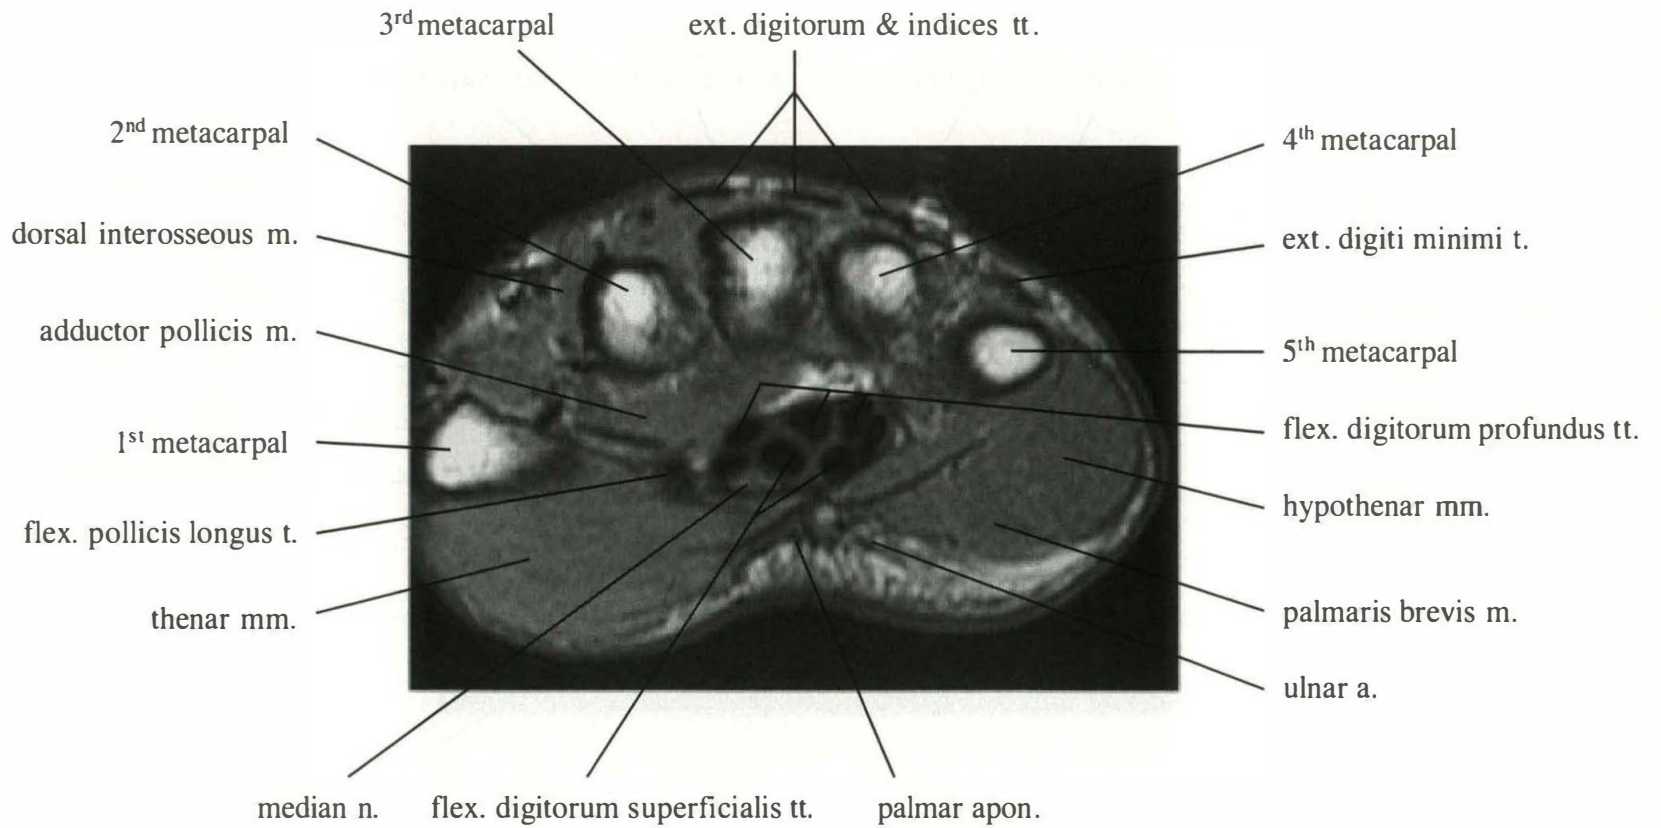 3rd metacarpal
ext. digitorum & indices tt.
2nd metacarpal
4th metacarpal
dorsal interosseous m.
ext. digiti minimi t.
adductor pollicis m.
5th metacarpal
1st metacarpal
flex. digitorum profundus tt.
hypothenar mm.
flex. pollicis longus t.
thenar mm.
palmaris brevis m.
ulnar a.
median n.
flex. digitorum superficialis tt.
palmar apon.